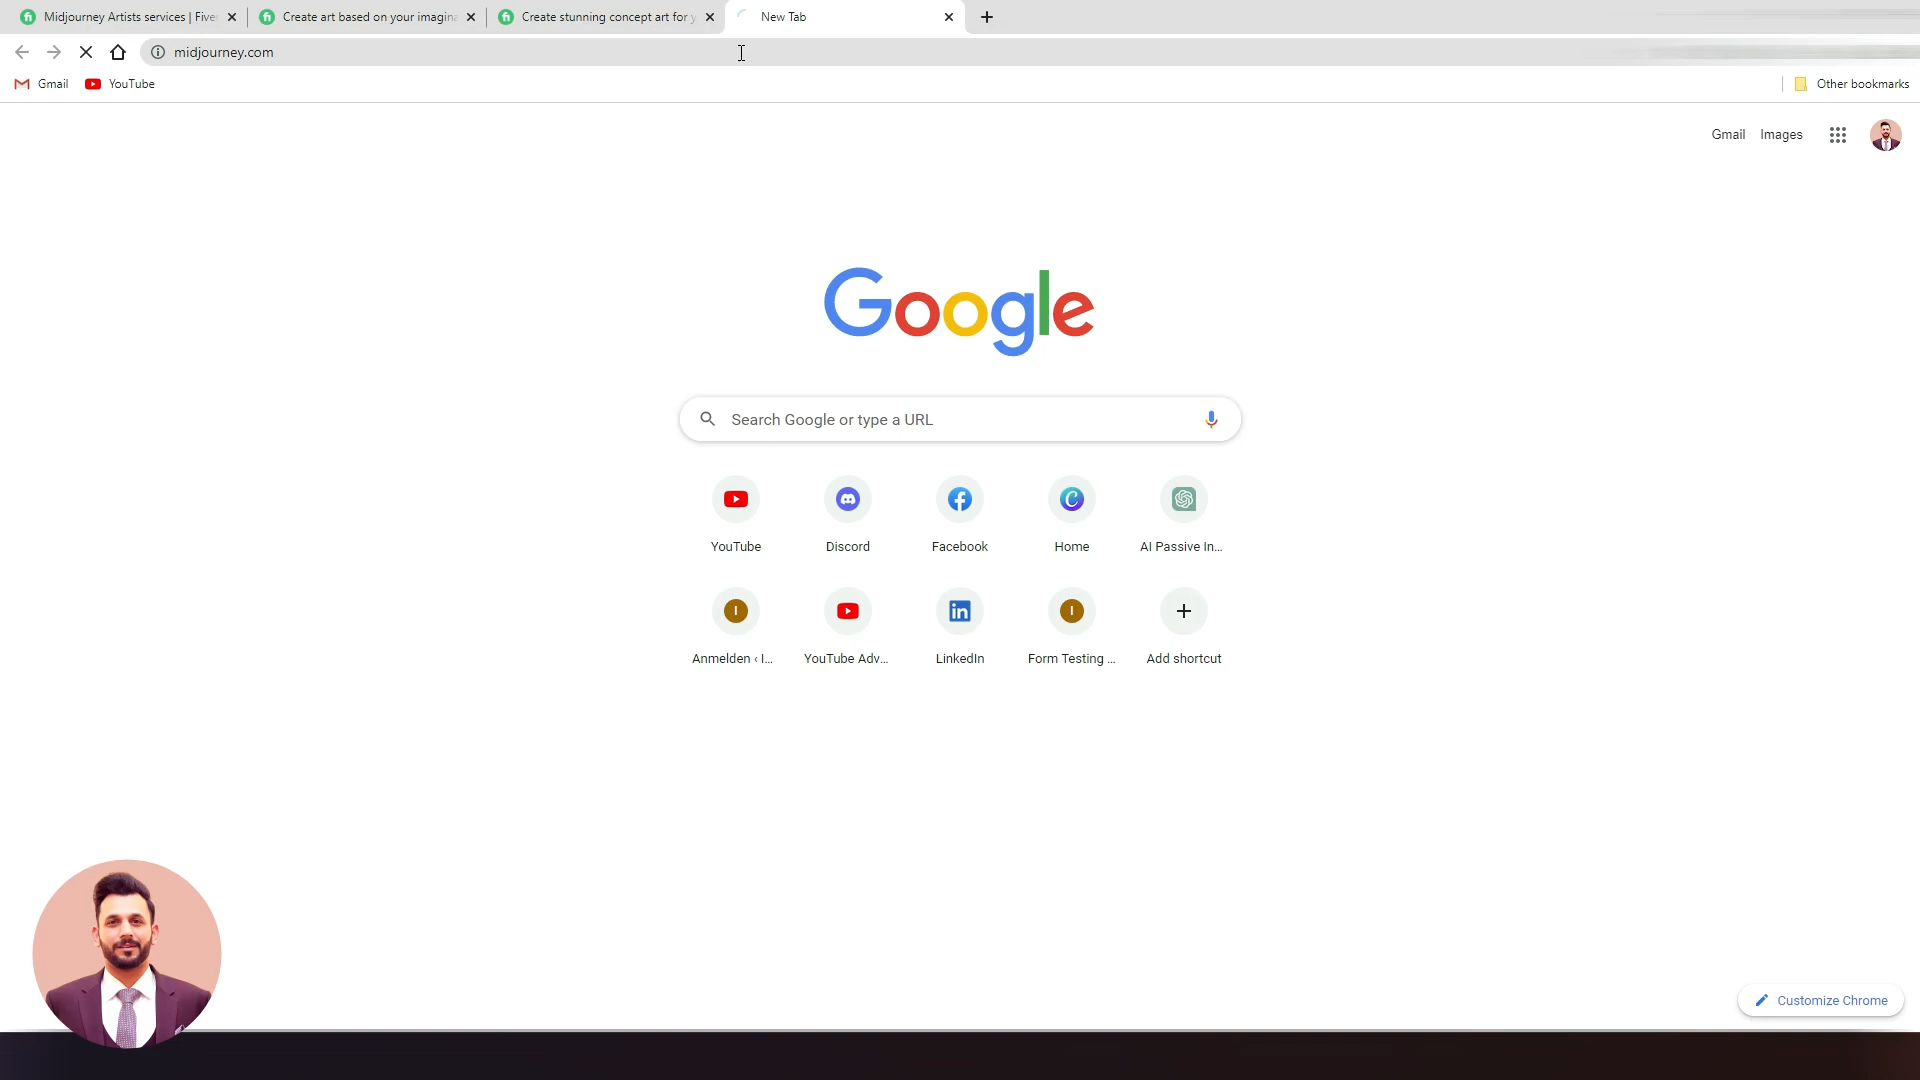 Midjourney Artists services | Fiver
Create art based on your imagina
Create stunning concept art for y
New Tab
midjourney.com
Gmail
YouTube
Other bookmarks
Gmail
Images
Google
Search Google or type a URL
YouTube
Discord
Facebook
Home
AI Passive In...
Anmelden ‹ I...
YouTube Adv...
LinkedIn
Form Testing ...
Add shortcut
Customize Chrome